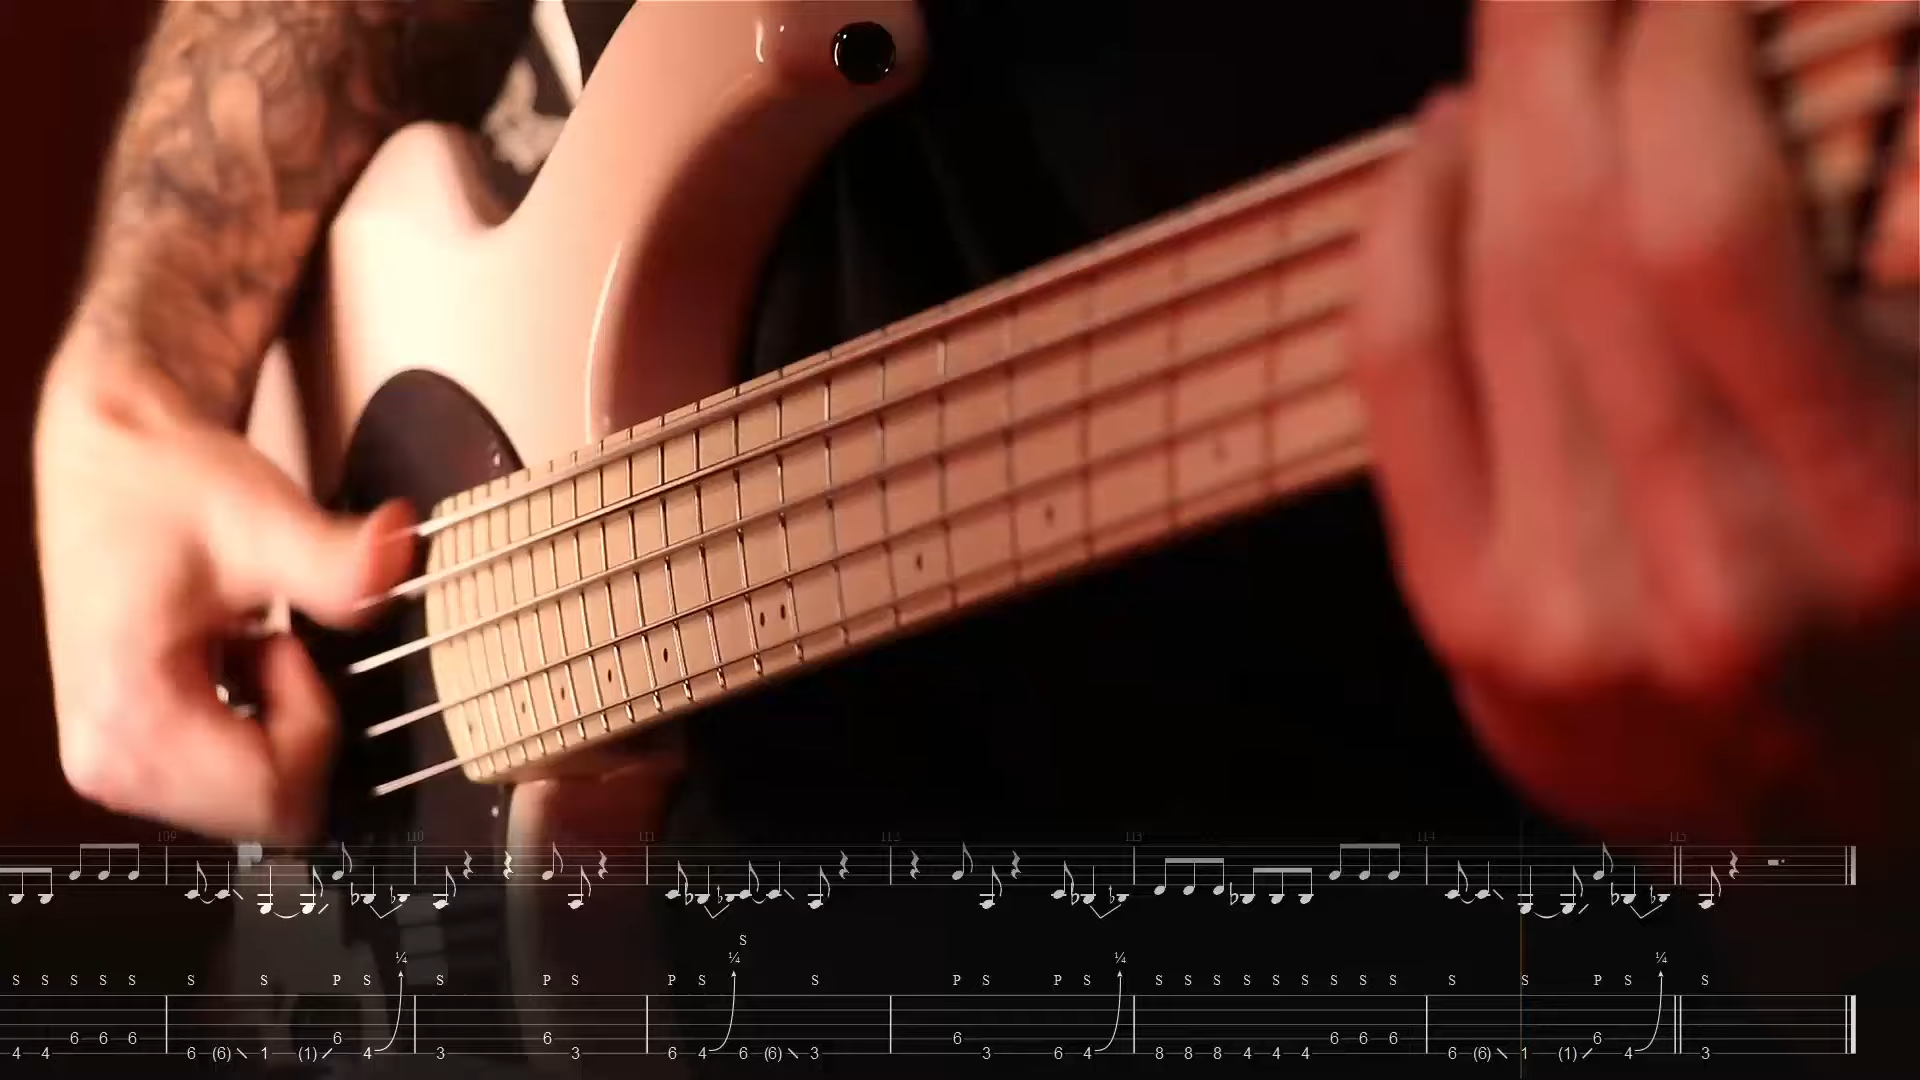 109 110 111 112 113 114 115
S
¼ ¼ ¼ ¼
S S S S S S S P S S P S P S S P S P S S S S S S S S S S S S P S S
6 6 6 6 6 6 6 6 6 6
4 4 6 (6) 1 (1) 4 3 3 6 4 6 (6) 3 3 6 4 8 8 8 4 4 4 6 (6) 1 (1) 4 3